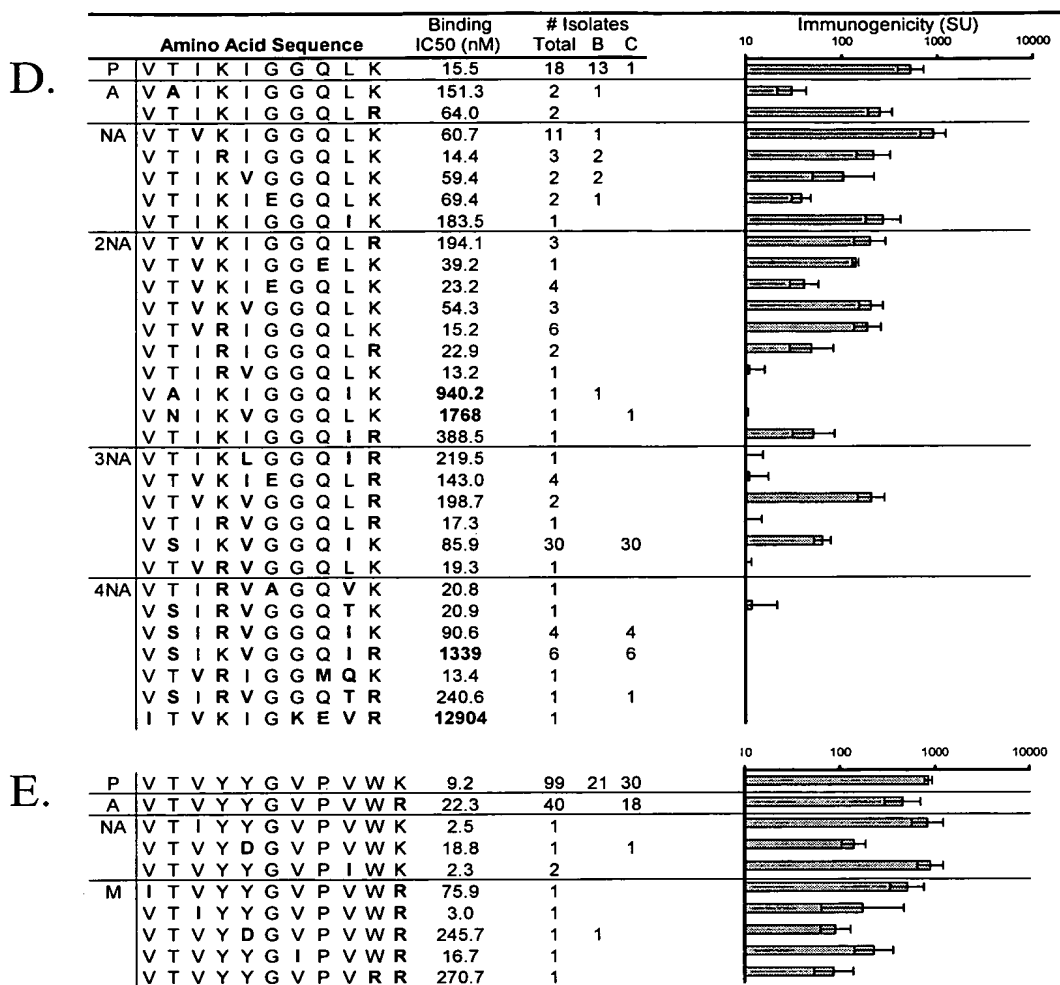 Binding # Isolates Immunogenicity (SU)
Amino Acid Sequence IC50 (nM) Total B C 10 100 1000 10000
D.
P V T I K I G G Q L K 15.5 18 13 1
A V A I K I G G Q L K 151.3 2 1
V T I K I G G Q L R 64.0 2
NA V T V K I G G Q L K 60.7 11 1
V T I R I G G Q L K 14.4 3 2
V T I K V G G Q L K 59.4 2 2
V T I K I E G Q L K 69.4 2 1
V T I K I G G Q I K 183.5 1
2NA V T V K I G G Q L R 194.1 3
V T V K I G G E L K 39.2 1
V T V K I E G Q L K 23.2 4
V T V K V G G Q L K 54.3 3
V T V R I G G Q L K 15.2 6
V T I R I G G Q L R 22.9 2
V T I R V G G Q L K 13.2 1
V A I K I G G Q I K 940.2 1 1
V N I K V G G Q L K 1768 1 1
V T I K I G G Q I R 388.5 1
3NA V T I K L G G Q I R 219.5 1
V T V K I E G Q L R 143.0 4
V T V K V G G Q L R 198.7 2
V T I R V G G Q L R 17.3 1
V S I K V G G Q I K 85.9 30 30
V T V R V G G Q L K 19.3 1
4NA V T I R V A G Q V K 20.8 1
V S I R V G G Q T K 20.9 1
V S I R V G G Q I K 90.6 4 4
V S I K V G G Q I R 1339 6 6
V T V R I G G M Q K 13.4 1
V S I R V G G Q T R 240.6 1 1
I T V K I G K E V R 12904 1
E.
10 100 1000 10000
P V T V Y Y G V P V W K 9.2 99 21 30
A V T V Y Y G V P V W R 22.3 40 18
NA V T I Y Y G V P V W K 2.5 1
V T V Y D G V P V W K 18.8 1 1
V T V Y Y G V P I W K 2.3 2
M I T V Y Y G V P V W R 75.9 1
V T I Y Y G V P V W R 3.0 1
V T V Y D G V P V W R 245.7 1 1
V T V Y Y G I P V W R 16.7 1
V T V Y Y G V P V R R 270.7 1